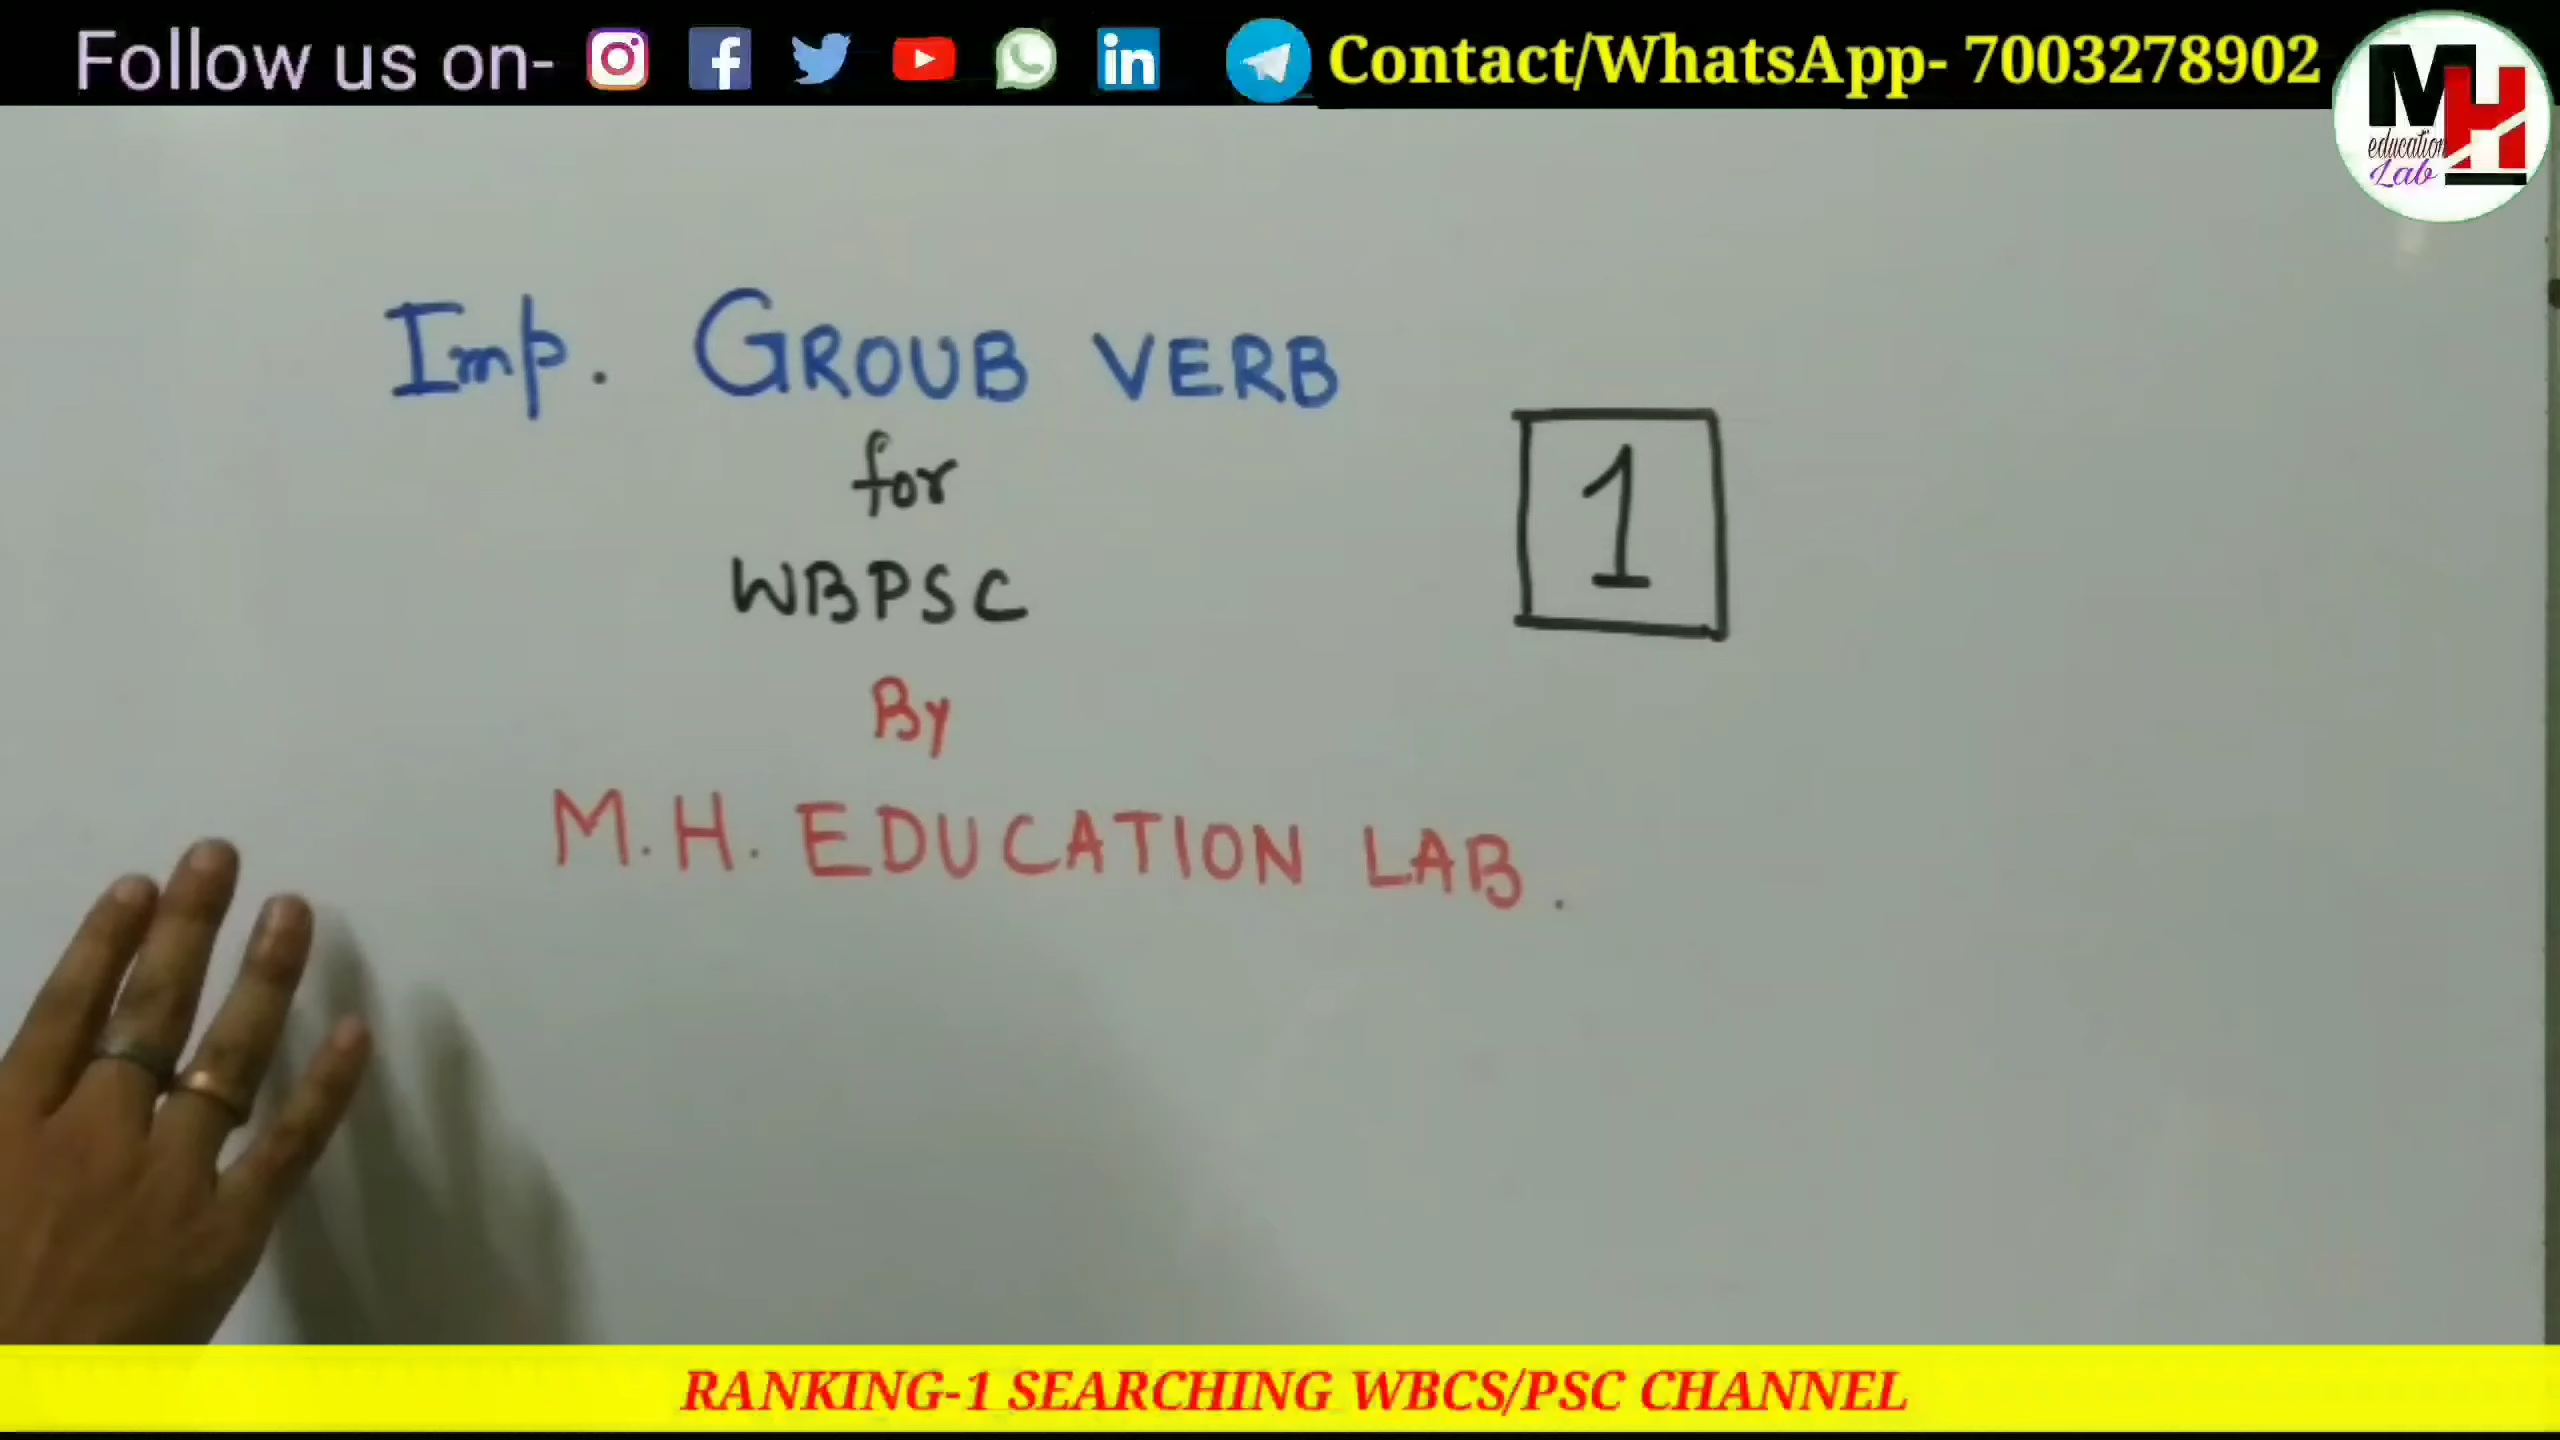 Follow us on- Contact/WhatsApp- 7003278902
MH
education
Lab
Imp. GROUB VERB
for
WBPSC
1
By
M.H. EDUCATION LAB.
RANKING-1 SEARCHING WBCS/PSC CHANNEL